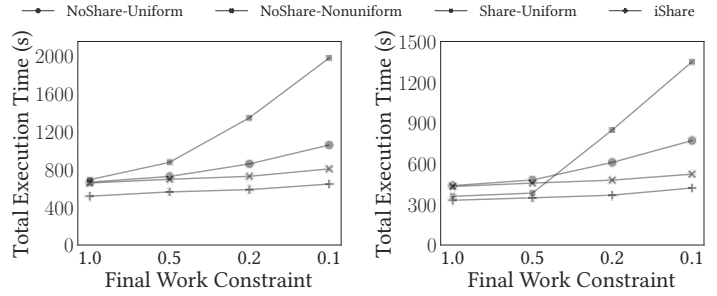 NoShare-Uniform NoShare-Nonuniform Share-Uniform iShare
Total Execution Time (s)
2000
1600
1200
800
400
0
1.0 0.5 0.2 0.1
Final Work Constraint
Total Execution Time (s)
1500
1200
900
600
300
0
1.0 0.5 0.2 0.1
Final Work Constraint